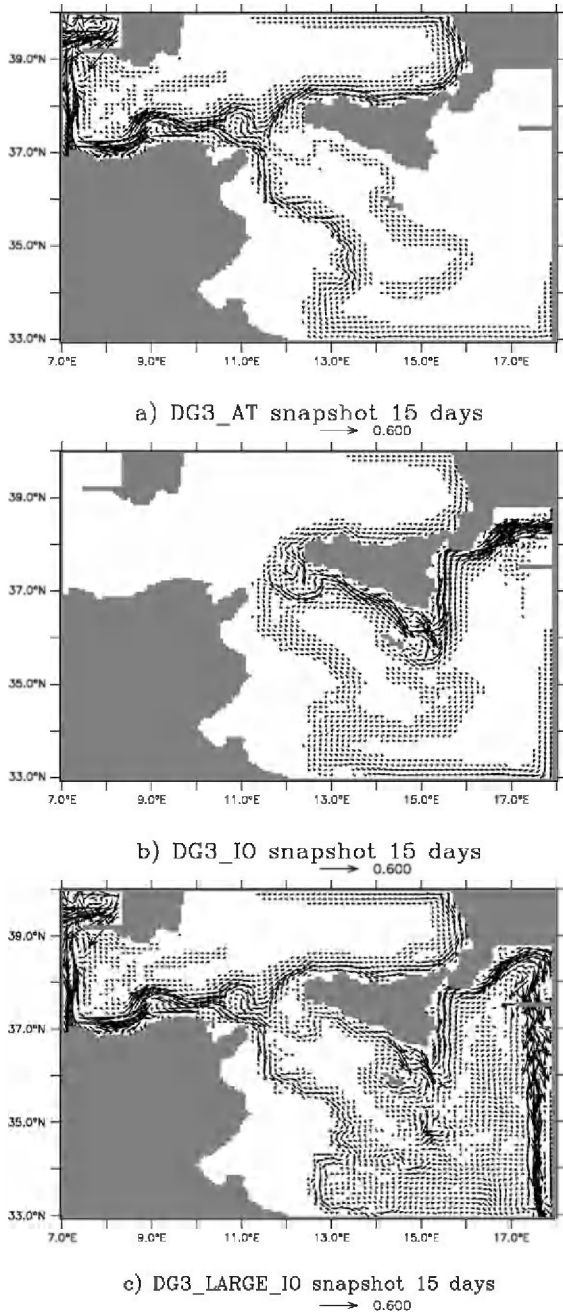 39.0°N
37.0°N
35.0°N
33.0°N
7.0°E 9.0°E 11.0°E 13.0°E 15.0°E 17.0°E
a) DG3_AT snapshot 15 days
0.600
39.0°N
37.0°N
35.0°N
33.0°N
7.0°E 9.0°E 11.0°E 13.0°E 15.0°E 17.0°E
b) DG3_IO snapshot 15 days
0.600
39.0°N
37.0°N
35.0°N
33.0°N
7.0°E 9.0°E 11.0°E 13.0°E 15.0°E 17.0°E
c) DG3_LARGE_IO snapshot 15 days
0.600